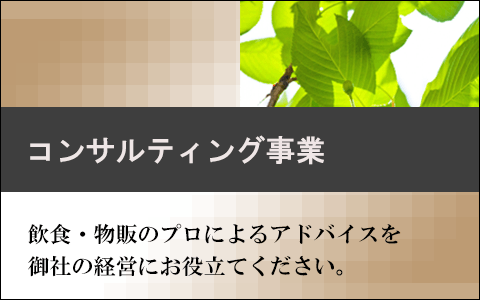 コンサルティング事業
飲食・物販のプロによるアドバイスを
御社の経営にお役立てください。